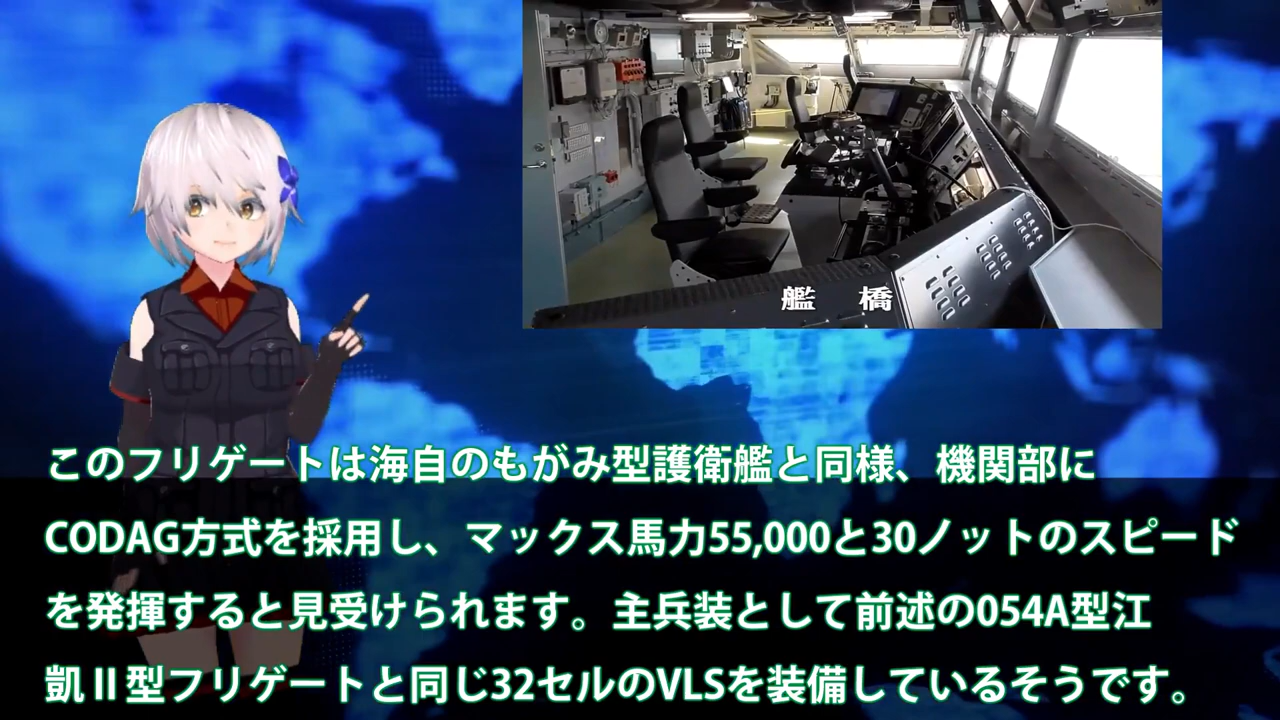 艦 橋
このフリゲートは海自のもがみ型護衛艦と同様、機関部に
CODAG方式を採用し、マックス馬力55,000と30ノットのスピード
を発揮すると見受けられます。主兵装として前述の054A型江
凱Ⅱ型フリゲートと同じ32セルのVLSを装備しているそうです。